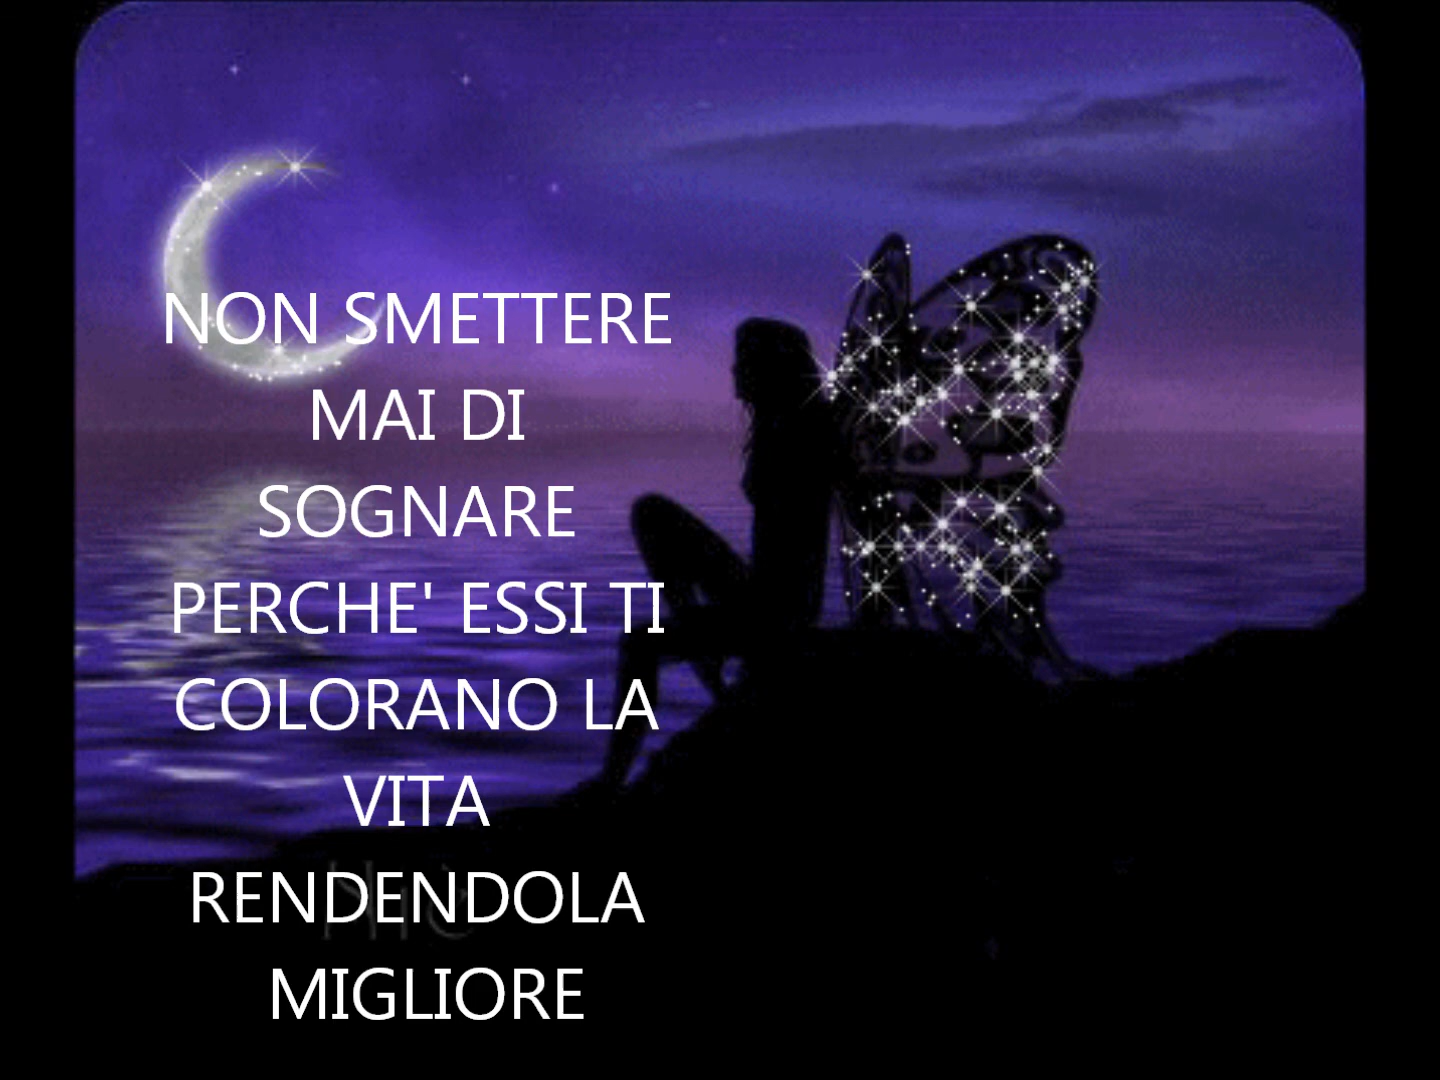 NON SMETTERE
MAI DI
SOGNARE
PERCHE' ESSI TI
COLORANO LA
VITA
RENDENDOLA
MIGLIORE